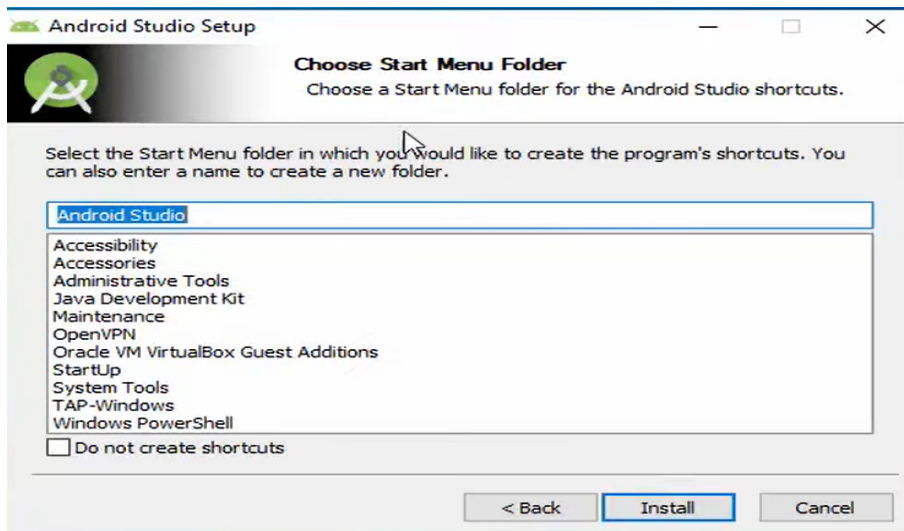 Android Studio Setup
Choose Start Menu Folder
Choose a Start Menu folder for the Android Studio shortcuts.
Select the Start Menu folder in which you would like to create the program's shortcuts. You
can also enter a name to create a new folder.
Android Studio
Accessibility
Accessories
Administrative Tools
Java Development Kit
Maintenance
OpenVPN
Oracle VM VirtualBox Guest Additions
StartUp
System Tools
TAP-Windows
Windows PowerShell
Do not create shortcuts
< Back Install Cancel